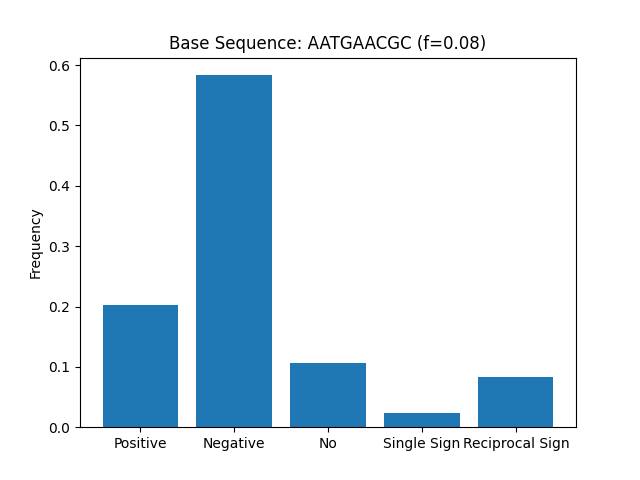 Base Sequence: AATGAACGC (f=0.08)
0.6
0.5
0.4
0.3
0.2
0.1
0.0
Frequency
Positive Negative No Single Sign Reciprocal Sign